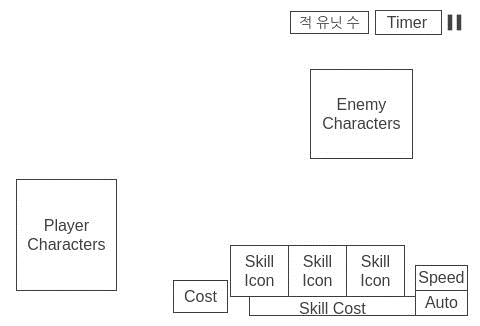 적 유닛 수
Timer
Enemy
Characters
Player
Characters
Skill
Icon
Skill
Icon
Skill
Icon
Speed
Cost
Skill Cost
Auto